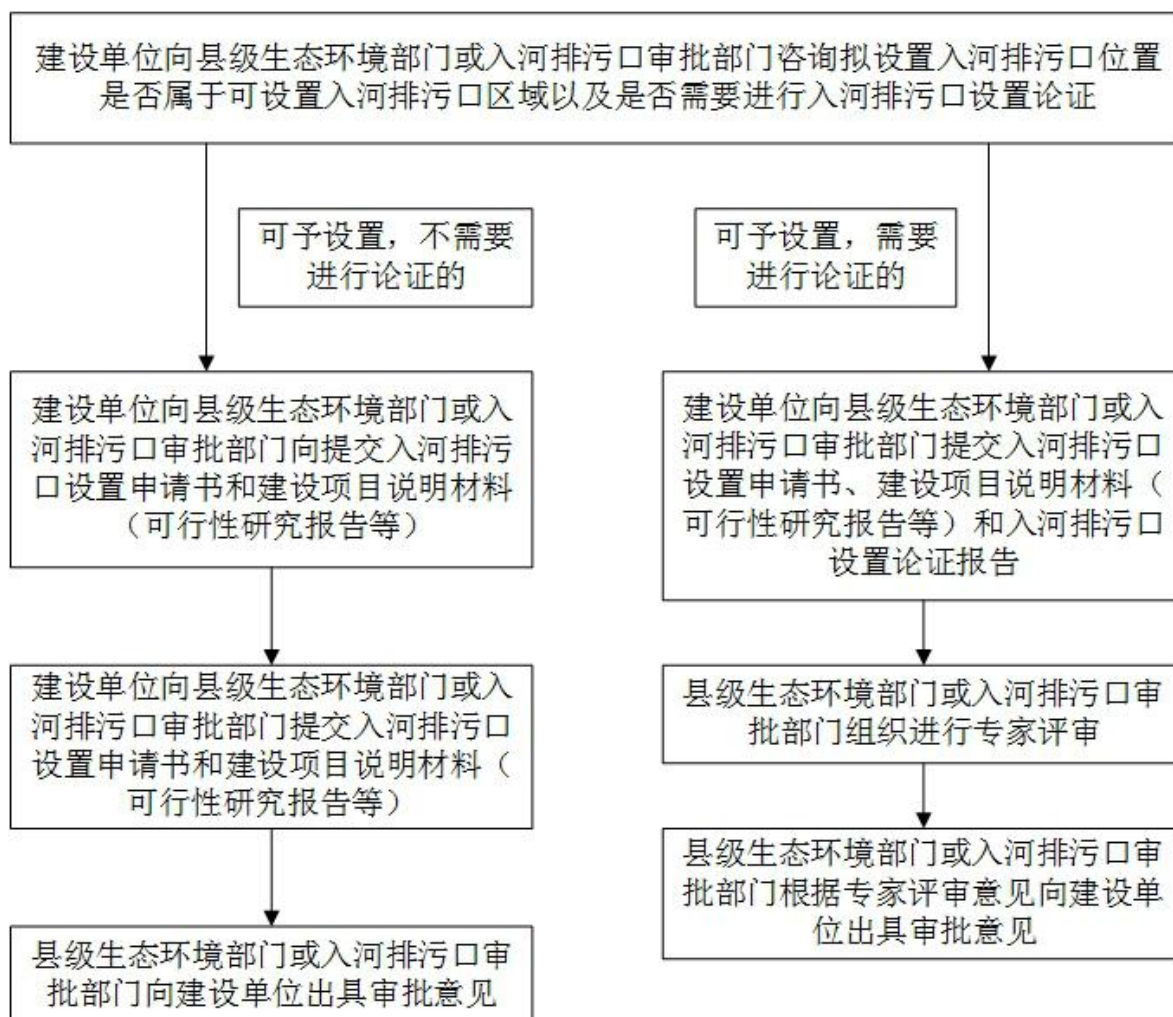 建设单位向县级生态环境部门或入河排污口审批部门咨询拟设置入河排污口位置
是否属于可设置入河排污口区域以及是否需要进行入河排污口设置论证
可予设置，不需要
进行论证的
可予设置，需要
进行论证的
建设单位向县级生态环境部门或入
河排污口审批部门向提交入河排污
口设置申请书和建设项目说明材料
（可行性研究报告等）
建设单位向县级生态环境部门或入
河排污口审批部门提交入河排污口
设置申请书、建设项目说明材料（
可行性研究报告等）和入河排污口
设置论证报告
建设单位向县级生态环境部门或入
河排污口审批部门提交入河排污口
设置申请书和建设项目说明材料（
可行性研究报告等）
县级生态环境部门或入河排污口审
批部门组织进行专家评审
县级生态环境部门或入河排污口审
批部门根据专家评审意见向建设单
位出具审批意见
县级生态环境部门或入河排污口审
批部门向建设单位出具审批意见